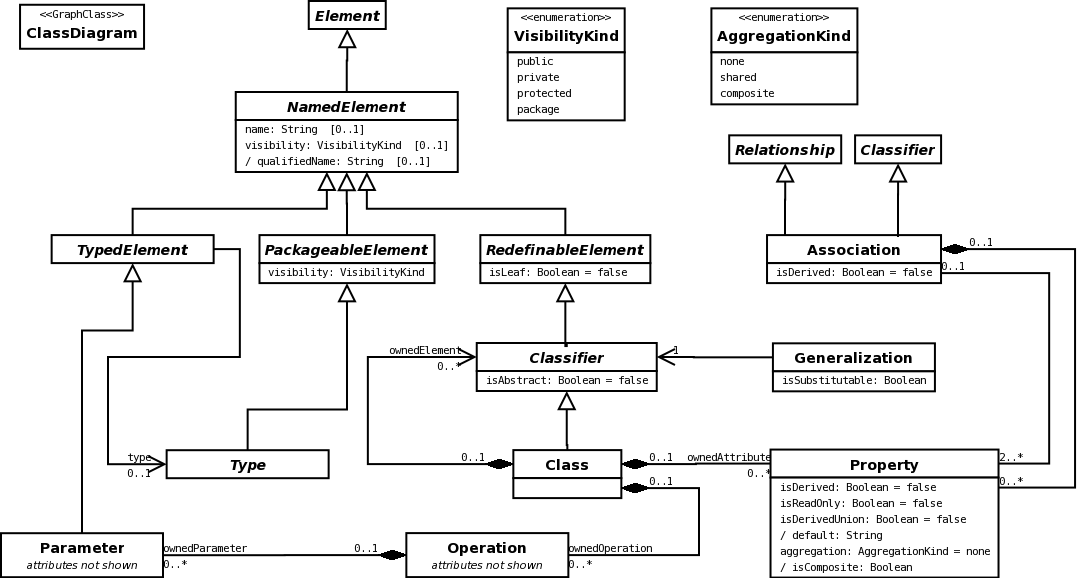 <<GraphClass>>
ClassDiagram
Element
<<enumeration>>
VisibilityKind
public
private
protected
package
<<enumeration>>
AggregationKind
none
shared
composite
NamedElement
name: String  [0..1]
visibility: VisibilityKind  [0..1]
/ qualifiedName: String  [0..1]
Relationship
Classifier
TypedElement
PackageableElement
visibility: VisibilityKind
RedefinableElement
isLeaf: Boolean = false
Association
isDerived: Boolean = false
0..1
0..1
ownedElement
0..*
Classifier
isAbstract: Boolean = false
1
Generalization
isSubstitutable: Boolean
type
0..1
Type
0..1
Class
0..1
0..1
ownedAttribute
0..*
Property
isDerived: Boolean = false
isReadOnly: Boolean = false
isDerivedUnion: Boolean = false
/ default: String
aggregation: AggregationKind = none
/ isComposite: Boolean
2..*
0..*
Parameter
attributes not shown
ownedParameter
0..*
0..1
Operation
attributes not shown
ownedOperation
0..*